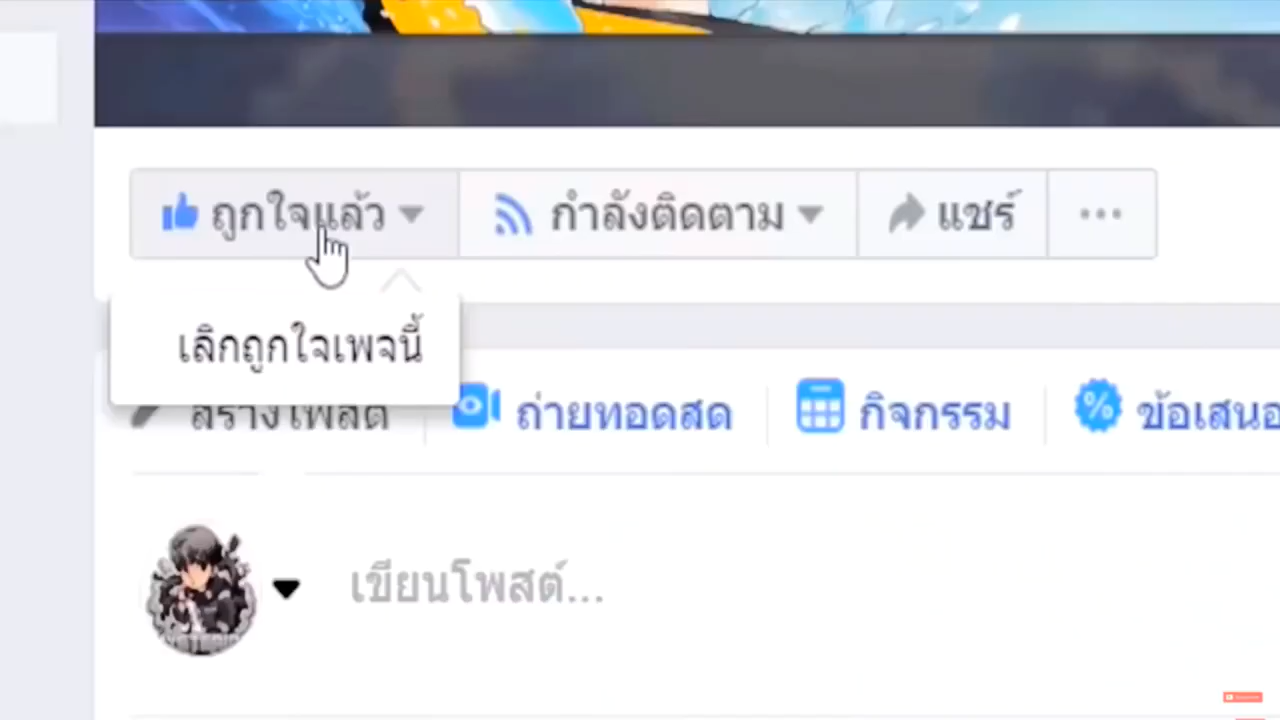 ถูกใจแล้ว กำลังติดตาม แชร์ ...
เลิกถูกใจเพจนี้
สร้างโพสต์ ถ่ายทอดสด กิจกรรม ข้อเสนอ
เขียนโพสต์...